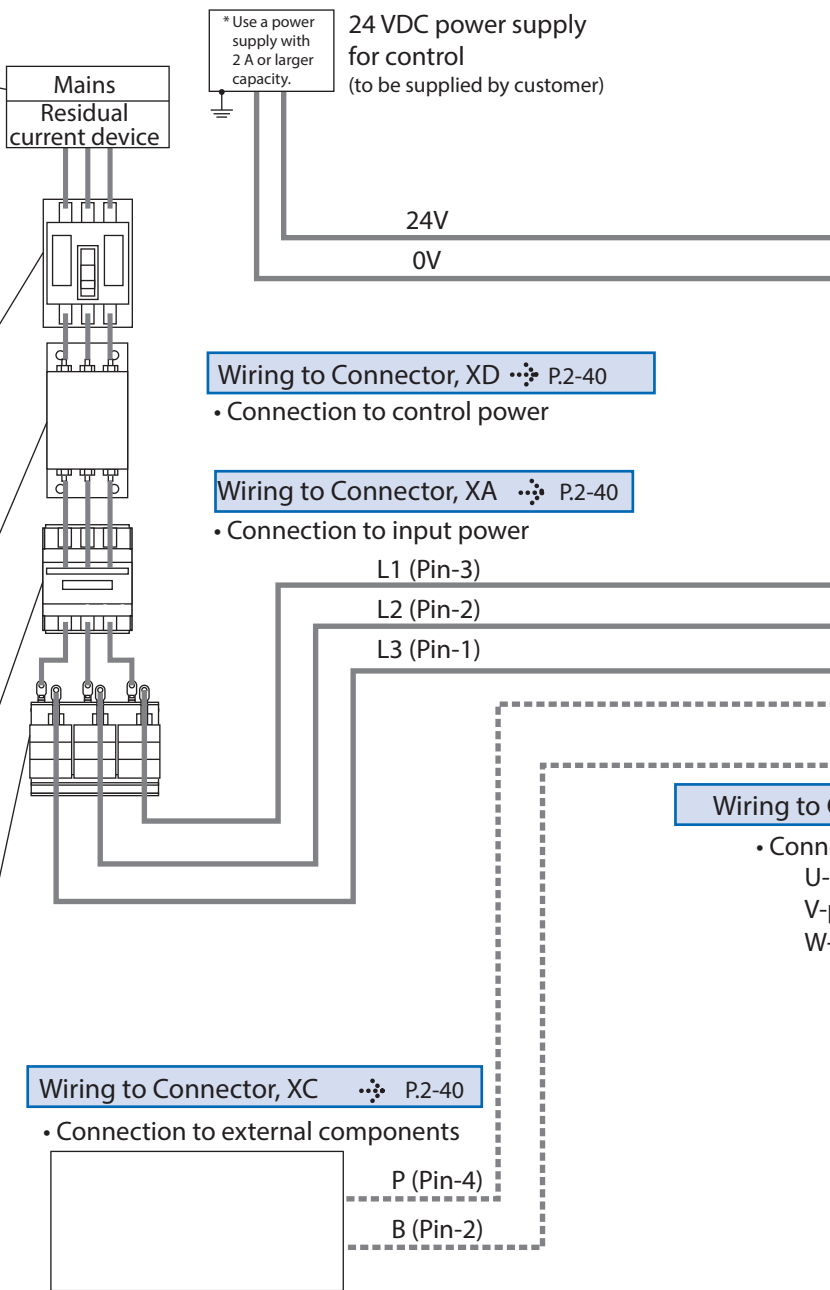 * Use a power
supply with
2 A or larger
capacity.
24 VDC power supply
for control
(to be supplied by customer)
Mains
Residual
current device
24V
0V
Wiring to Connector, XD P.2-40
• Connection to control power
Wiring to Connector, XA P.2-40
• Connection to input power
L1 (Pin-3)
L2 (Pin-2)
L3 (Pin-1)
Wiring to
• Conn
U-
V-
W-
Wiring to Connector, XC P.2-40
• Connection to external components
P (Pin-4)
B (Pin-2)